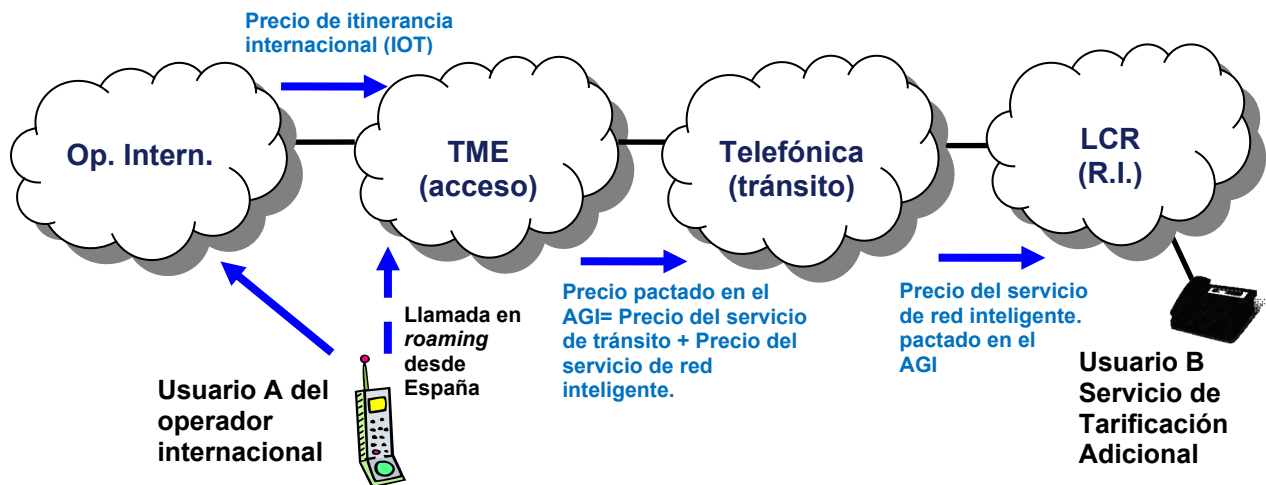 Precio de itinerancia
internacional (IOT)
Op. Intern.
TME
(acceso)
Telefónica
(tránsito)
LCR
(R.I.)
Llamada en
roaming
desde
España
Precio pactado en el
AGI= Precio del servicio
de tránsito + Precio del
servicio de red
inteligente.
Precio del servicio
de red inteligente.
pactado en el
AGI
Usuario A del
operador
internacional
Usuario B
Servicio de
Tarificación
Adicional